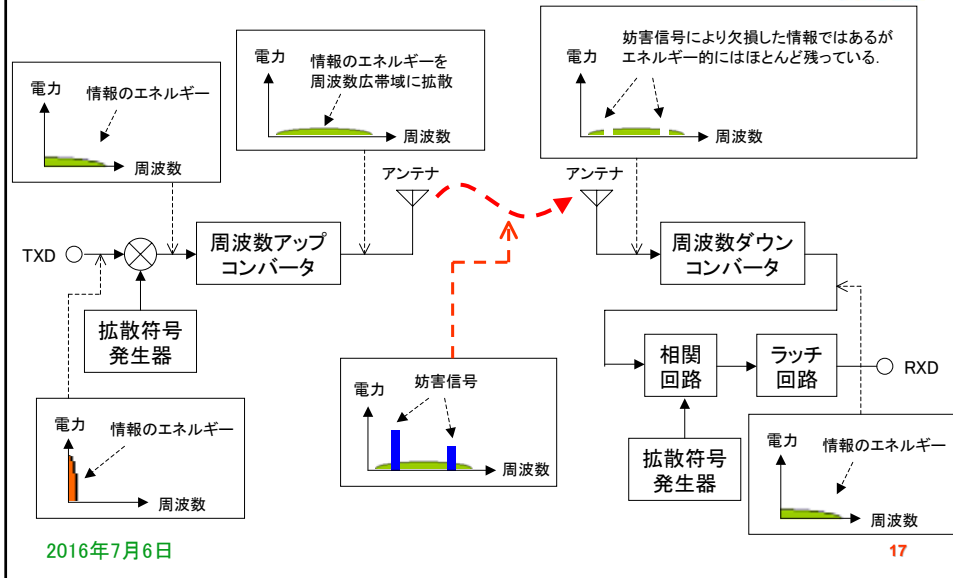 電力
情報のエネルギー
周波数
電力
情報のエネルギーを
周波数広帯域に拡散
周波数
妨害信号により欠損した情報ではあるが
エネルギー的にはほとんど残っている.
電力
周波数
アンテナ
アンテナ
TXD
周波数アップ
コンバータ
周波数ダウン
コンバータ
拡散符号
発生器
相関
回路
ラッチ
回路
RXD
電力
情報のエネルギー
周波数
電力
妨害信号
周波数
拡散符号
発生器
電力
情報のエネルギー
周波数
2016年7月6日
17